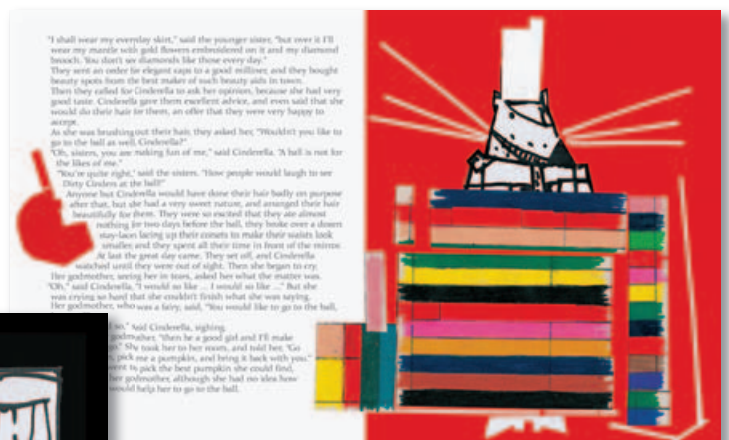 "I shall wear my everyday skirt," said the younger sister, "but over it I'll
wear my mantle with gold flowers embroidered on it and my diamond
brooch. You don't see diamonds like those every day."
They sent an order for elegant caps to a good milliner, and they bought
beauty spots from the best maker of such beauty aids in town.
Then they called for Cinderella to ask her opinion, because she had very
good taste. Cinderella gave them excellent advice, and even said that she
would do their hair for them, an offer that they were very happy to
accept.
As she was brushing out their hair, they asked her, "Wouldn't you like to
go to the ball as well, Cinderella?"
"Oh, sisters, you are making fun of me," said Cinderella, "A ball is not for
the likes of me."
"You're quite right," said the sisters. "How people would laugh to see
Dirty Cinders at the ball!"
Anyone but Cinderella would have done their hair badly on purpose
after that, but she had a very sweet nature, and arranged their hair
beautifully for them. They were so excited that they ate almost
nothing for two days before the ball, they broke over a dozen
stay-laces lacing up their corsets to make their waists look
smaller, and they spent all their time in front of the mirror.
At last the great day came. They set off, and Cinderella
watched until they were out of sight. Then she began to cry.
Her godmother, seeing her in tears, asked her what the matter was.
"Oh," said Cinderella, "I would so like ... I would so like ..." But she
was crying so hard that she couldn't finish what she was saying.
Her godmother, who was a fairy, said, "You would like to go to the ball,
so," said Cinderella, sighing.
godmother, "then be a good girl and I'll make
go." She took her to her room, and told her, "Go
pick me a pumpkin, and bring it back with you."
went to pick the best pumpkin she could find,
her godmother, although she had no idea how
would help her to go to the ball.